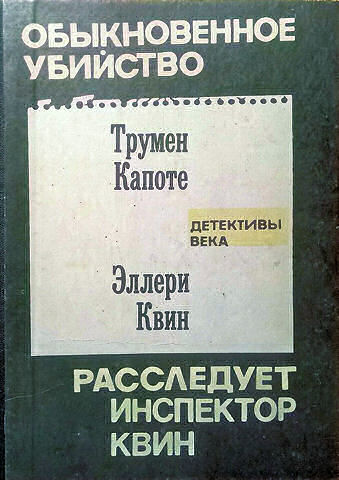 ОБЫКНОВЕННОЕ
УБИЙСТВО
Трумен
Капоте
ДЕТЕКТИВЫ
ВЕКА
Эллери
Квин
РАССЛЕДУЕТ
ИНСПЕКТОР
КВИН